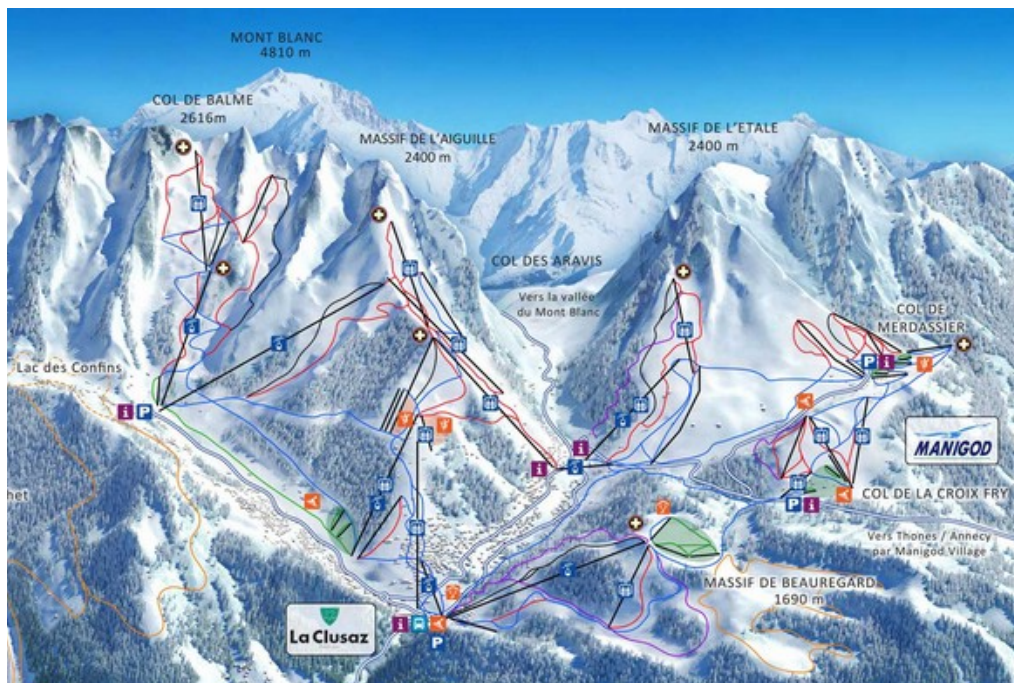 MONT BLANC
4810 m
COL DE BALME
2616m
MASSIF DE L'AIGUILLE
2400 m
MASSIF DE L'ETALE
2400 m
COL DES ARAVIS
Vers la vallée
du Mont Blanc
COL DE
MERDASSIER
Lac des Confins
MANIGOD
het
COL DE LA CROIX FRY
Vers Thones / Annecy
par Manigod Village
MASSIF DE BEAUREGARD
1690 m
La Clusaz